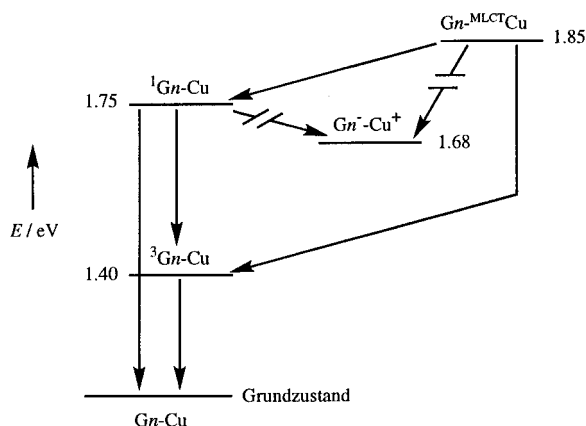 Gn-ᴹᴸᶜᵀCu
1.85
¹Gn-Cu
1.75
Gn⁻-Cu⁺
1.68
E / eV
³Gn-Cu
1.40
Grundzustand
Gn-Cu